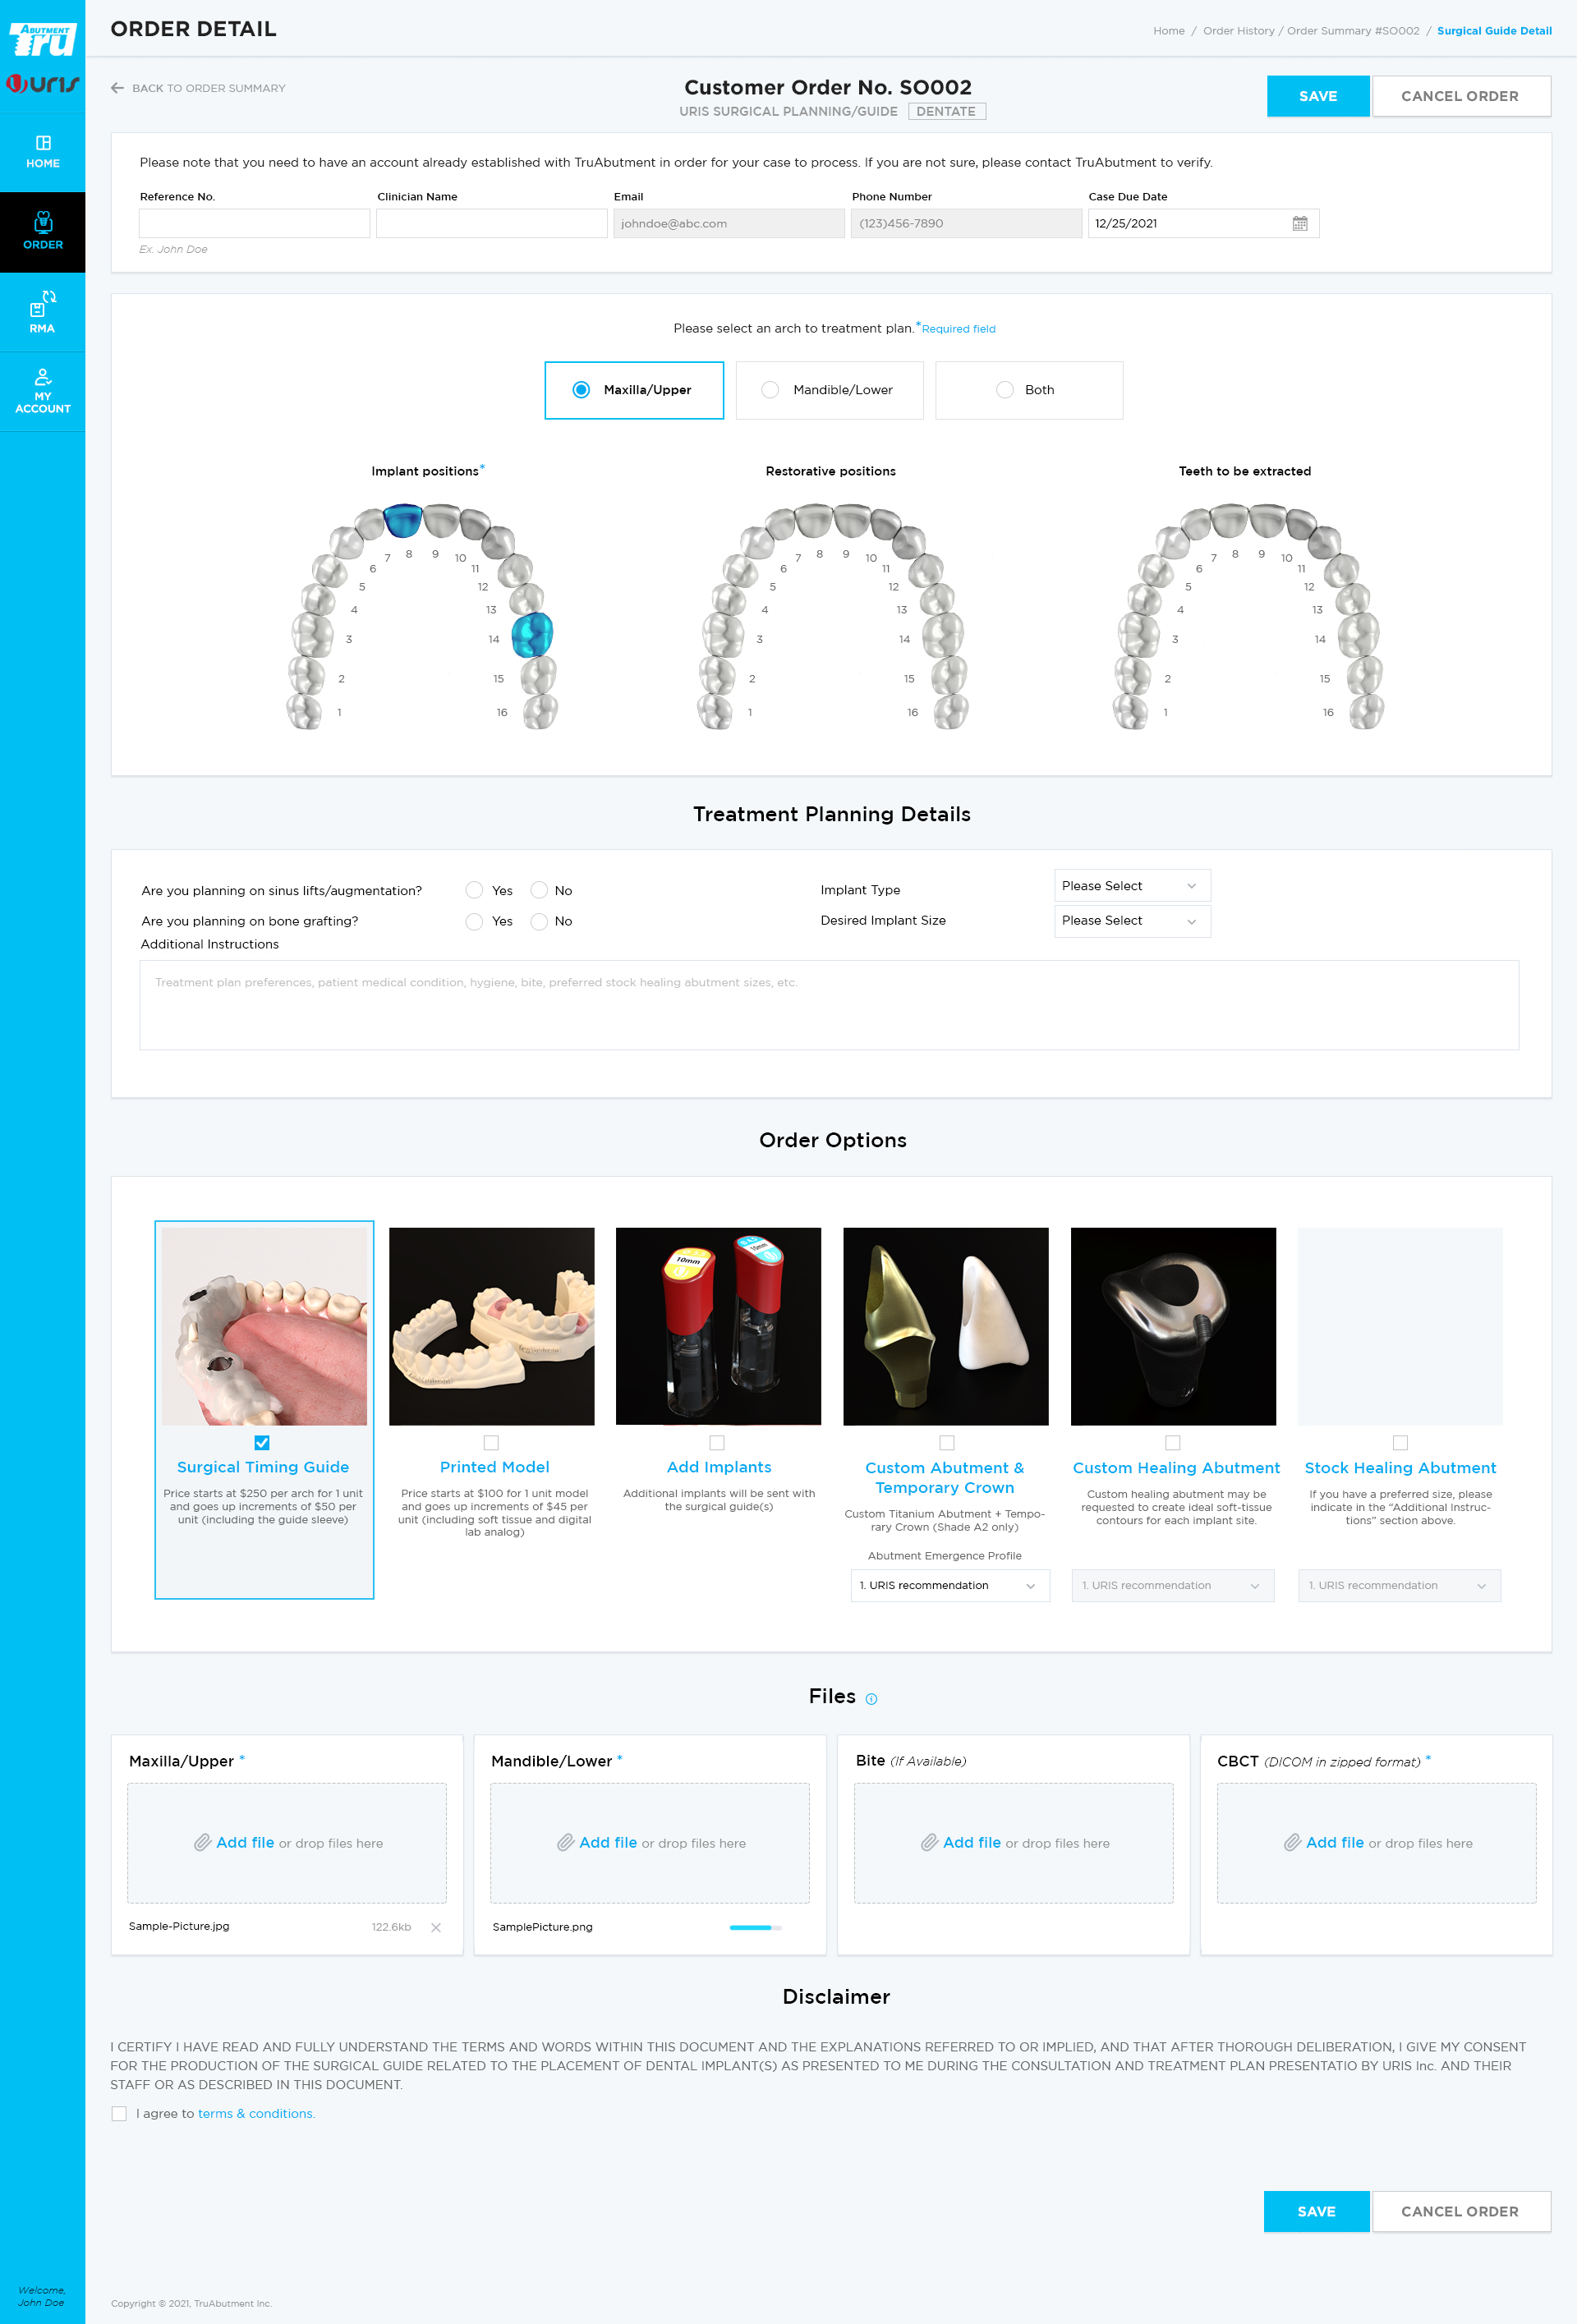 ABUTMENT
Tru
URIS
HOME
ORDER
RMA
MY
ACCOUNT
Welcome,
John Doe
ORDER DETAIL
Home / Order History / Order Summary #SO002 / Surgical Guide Detail
BACK TO ORDER SUMMARY
Customer Order No. SO002
URIS SURGICAL PLANNING/GUIDE DENTATE
SAVE
CANCEL ORDER
Please note that you need to have an account already established with TruAbutment in order for your case to process. If you are not sure, please contact TruAbutment to verify.
Reference No.
Clinician Name
Email
Phone Number
Case Due Date
johndoe@abc.com
(123)456-7890
12/25/2021
Ex. John Doe
Please select an arch to treatment plan.*Required field
Maxilla/Upper
Mandible/Lower
Both
Implant positions*
1
2
3
4
5
6
7
8
9
10
11
12
13
14
15
16
Restorative positions
1
2
3
4
5
6
7
8
9
10
11
12
13
14
15
16
Teeth to be extracted
1
2
3
4
5
6
7
8
9
10
11
12
13
14
15
16
Treatment Planning Details
Are you planning on sinus lifts/augmentation?
Yes
No
Implant Type
Please Select
Are you planning on bone grafting?
Yes
No
Desired Implant Size
Please Select
Additional Instructions
Treatment plan preferences, patient medical condition, hygiene, bite, preferred stock healing abutment sizes, etc.
Order Options
Surgical Timing Guide
Price starts at $250 per arch for 1 unit
and goes up increments of $50 per
unit (including the guide sleeve)
Printed Model
Price starts at $100 for 1 unit model
and goes up increments of $45 per
unit (including soft tissue and digital
lab analog)
10mm
10mm
Add Implants
Additional implants will be sent with
the surgical guide(s)
Custom Abutment &
Temporary Crown
Custom Titanium Abutment + Tempo-
rary Crown (Shade A2 only)
Abutment Emergence Profile
1. URIS recommendation
Custom Healing Abutment
Custom healing abutment may be
requested to create ideal soft-tissue
contours for each implant site.
1. URIS recommendation
Stock Healing Abutment
If you have a preferred size, please
indicate in the “Additional Instruc-
tions” section above.
1. URIS recommendation
Files
Maxilla/Upper *
Add file or drop files here
Sample-Picture.jpg
122.6kb
Mandible/Lower *
Add file or drop files here
SamplePicture.png
Bite (If Available)
Add file or drop files here
CBCT (DICOM in zipped format) *
Add file or drop files here
Disclaimer
I CERTIFY I HAVE READ AND FULLY UNDERSTAND THE TERMS AND WORDS WITHIN THIS DOCUMENT AND THE EXPLANATIONS REFERRED TO OR IMPLIED, AND THAT AFTER THOROUGH DELIBERATION, I GIVE MY CONSENT
FOR THE PRODUCTION OF THE SURGICAL GUIDE RELATED TO THE PLACEMENT OF DENTAL IMPLANT(S) AS PRESENTED TO ME DURING THE CONSULTATION AND TREATMENT PLAN PRESENTATIO BY URIS Inc. AND THEIR
STAFF OR AS DESCRIBED IN THIS DOCUMENT.
I agree to terms & conditions.
SAVE
CANCEL ORDER
Copyright © 2021, TruAbutment Inc.